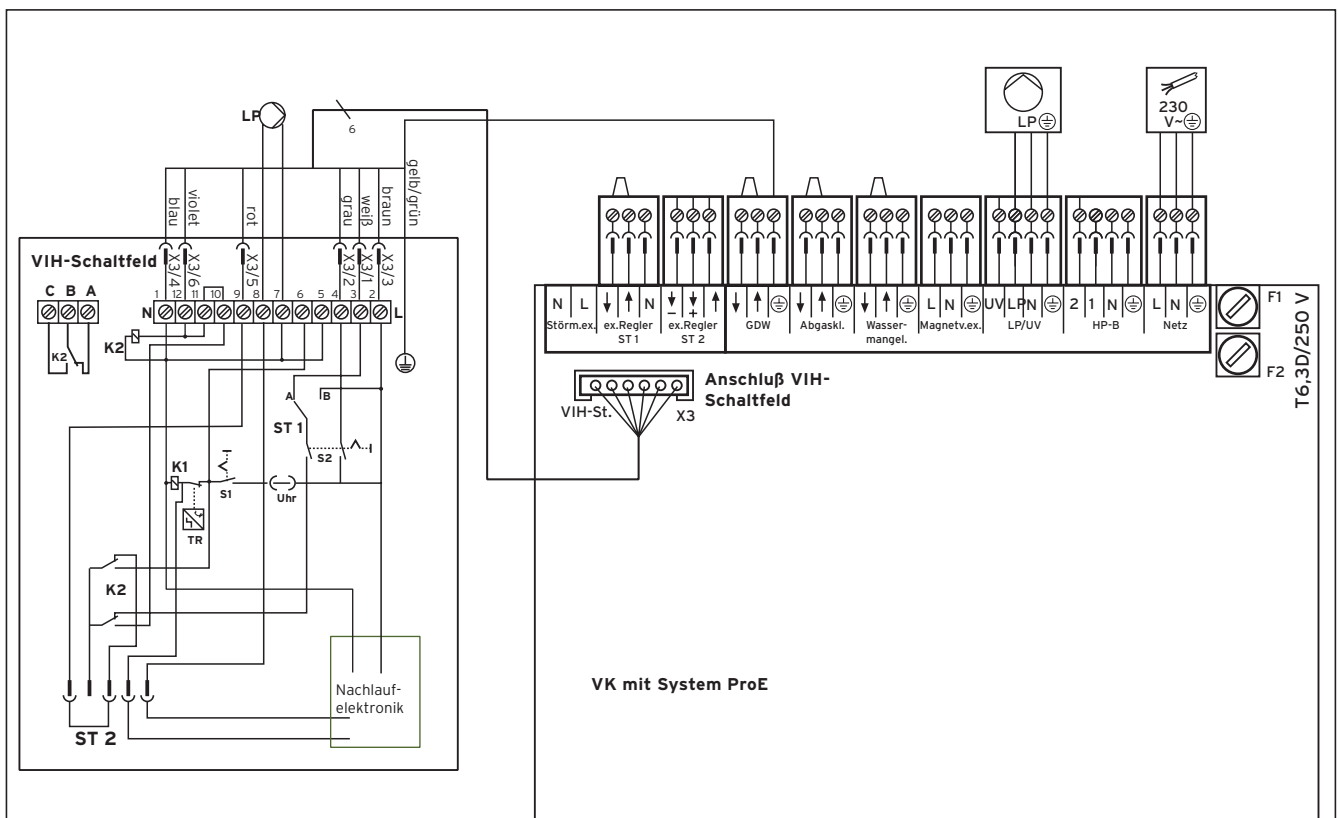 LP
6
LP
230
V~
blau
violet
rot
grau
weiß
braun
gelb/grün
VIH-Schaltfeld
X3/4
X3/6
X3/5
X3/2
X3/1
X3/3
C B A
1 12 11 10 9 8 7 6 5 4 3 2
N
L
K2
K2
N L
Störm.ex.
N
ex.Regler
ST 1
− +
ex.Regler
ST 2
GDW
Abgaskl.
Wasser-
mangel.
L N
Magnetv.ex.
UV LP N
LP/UV
2 1 N
HP-B
L N
Netz
F1
F2
T6,3D/250 V
Anschluß VIH-
Schaltfeld
VIH-St.
X3
A
B
ST 1
S2
K1
S1
Uhr
TR
K2
Nachlauf-
elektronik
ST 2
VK mit System ProE